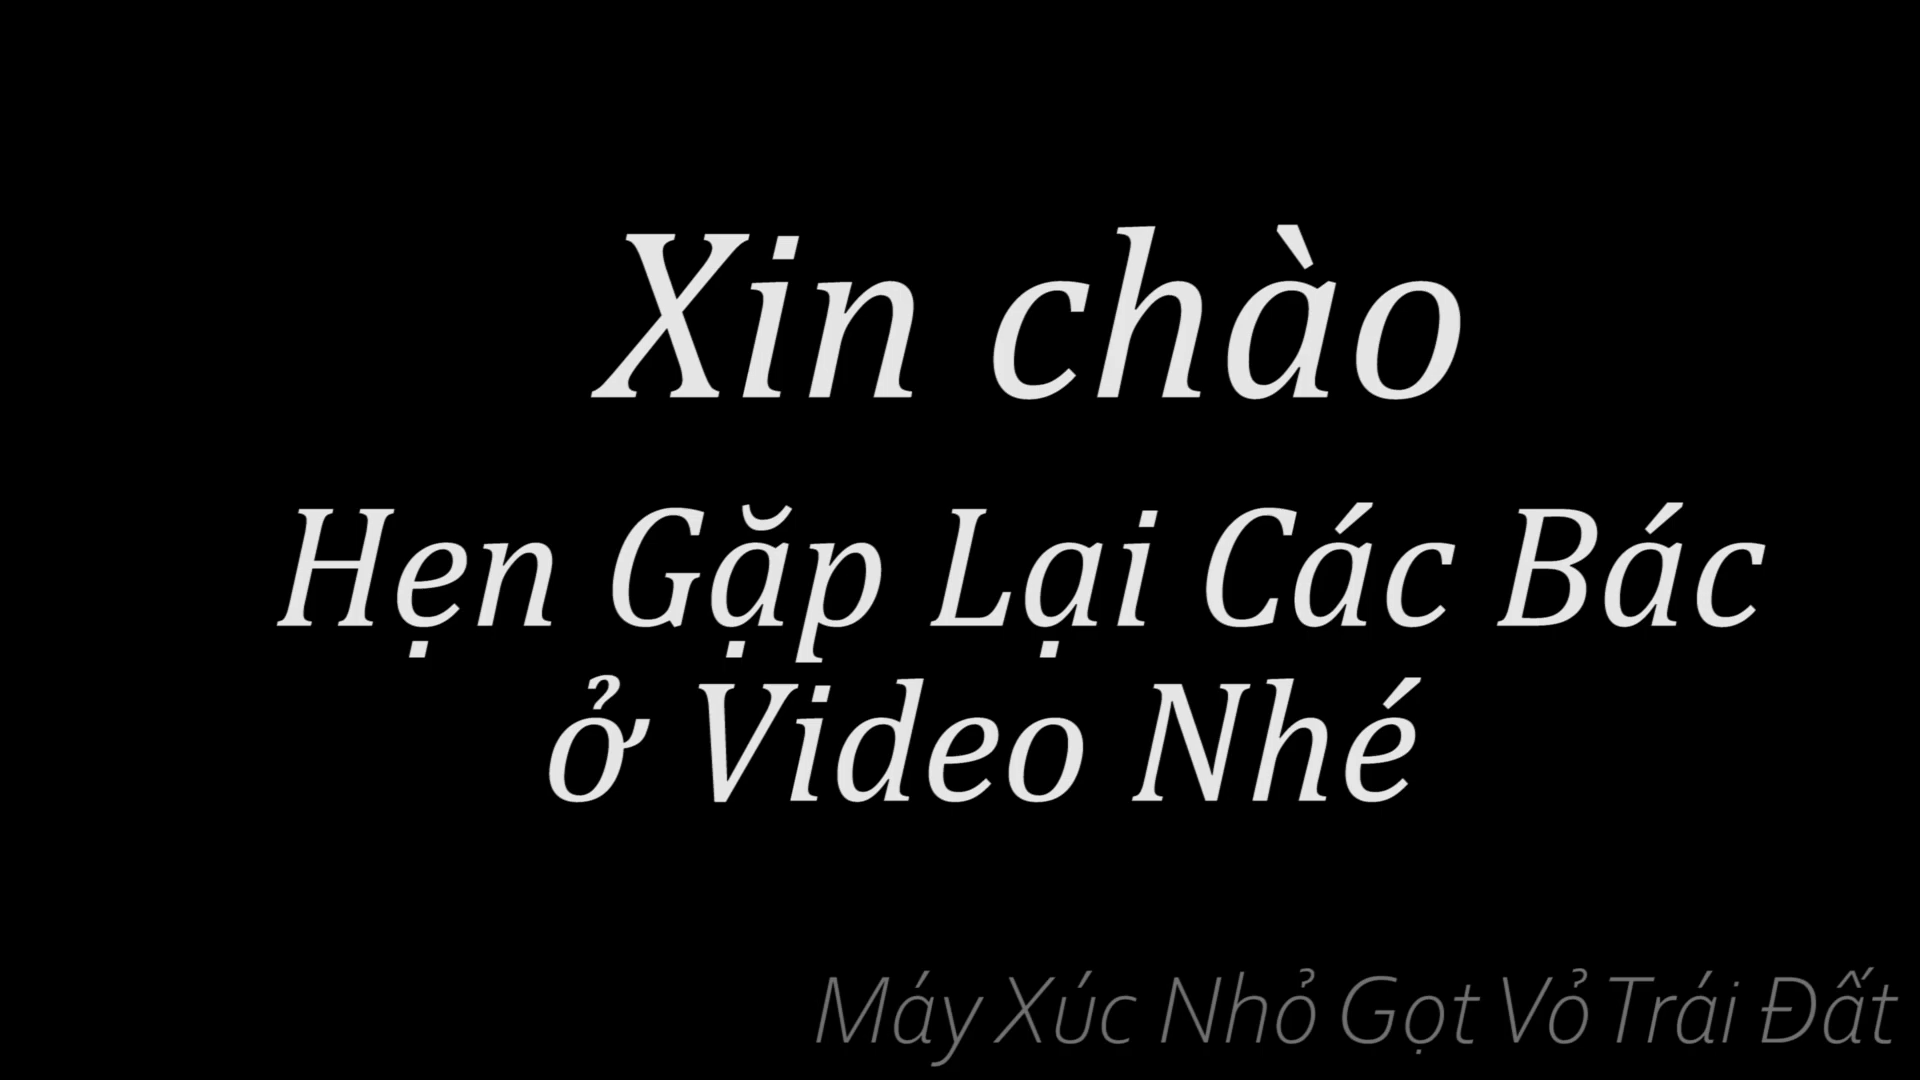 Xin chào
Hẹn Gặp Lại Các Bác
ở Video Nhé
Máy Xúc Nhỏ Gọt Vỏ Trái Đất